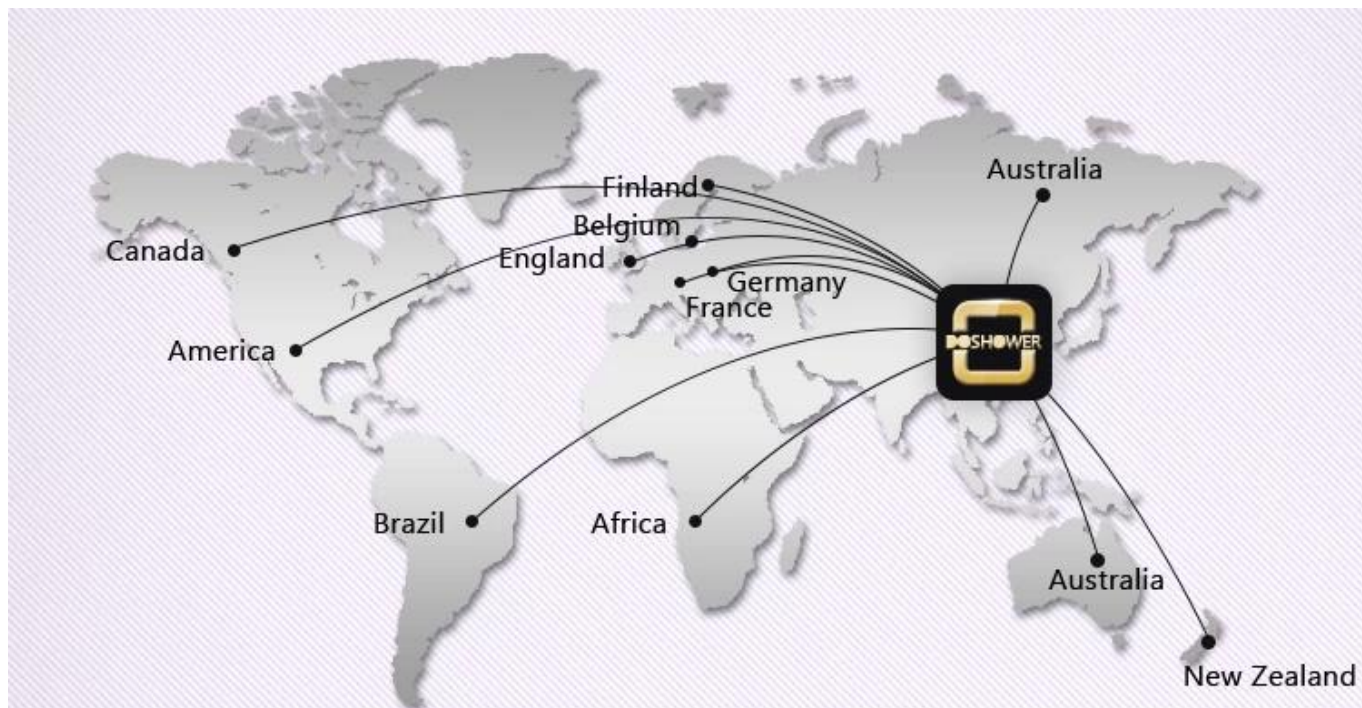 Australia
Finland
Belgium
Canada
England
Germany
France
America
DOSHOWER
Brazil
Africa
Australia
New Zealand